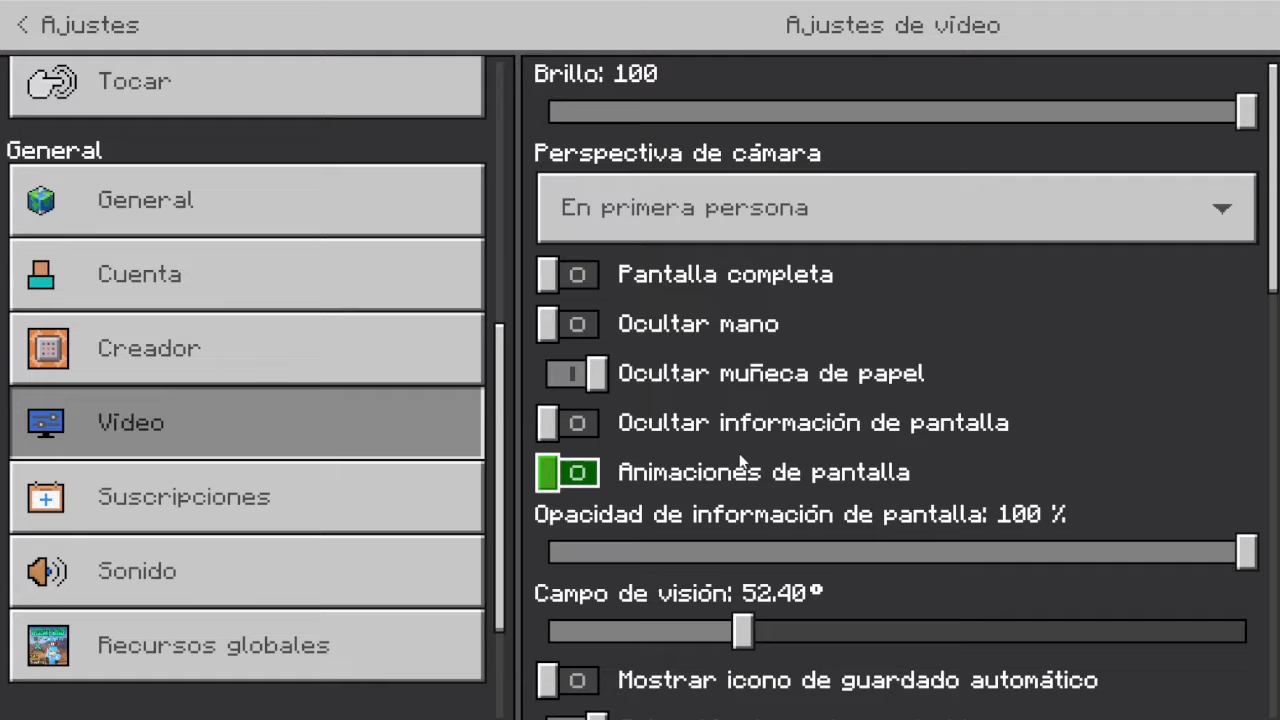 Ajustes
Ajustes de vídeo
Tocar
General
General
Cuenta
Creador
Vídeo
Suscripciones
Sonido
Recursos globales
Brillo: 100
Perspectiva de cámara
En primera persona
Pantalla completa
Ocultar mano
Ocultar muñeca de papel
Ocultar información de pantalla
Animaciones de pantalla
Opacidad de información de pantalla: 100 %
Campo de visión: 52.40°
Mostrar icono de guardado automático